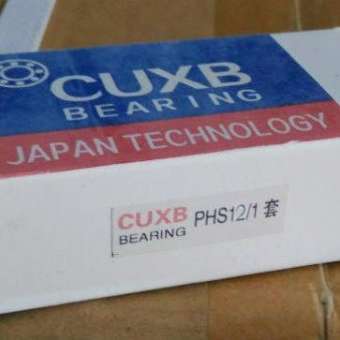 CUXB
BEARING
JAPAN TECHNOLOGY
CUXB
BEARING PHS12/1 套